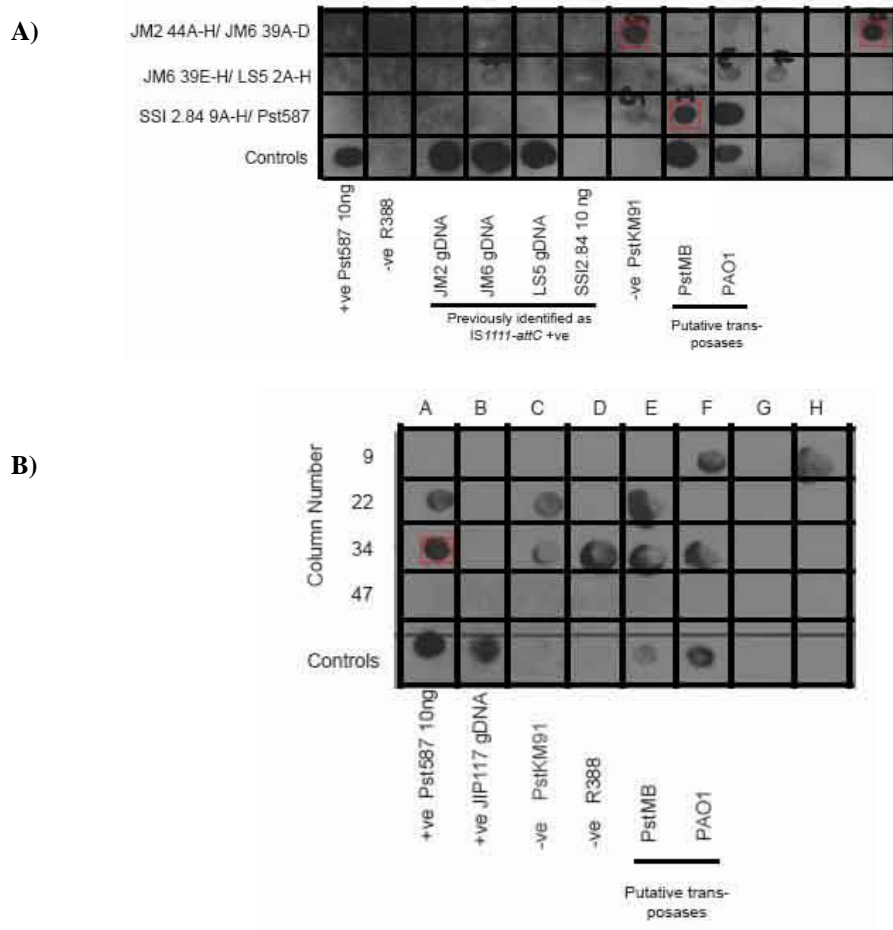 A)
JM2 44A-H/ JM6 39A-D
JM6 39E-H/ LS5 2A-H
SSI 2.84 9A-H/ Pst587
Controls
+ve Pst587 10ng
-ve R388
JM2 gDNA
JM6 gDNA
LS5 gDNA
SSI2.84 10 ng
-ve PstKM91
PstMB
PAO1
Previously identified as
IS1111-attC +ve
Putative trans-
posases
B)
A B C D E F G H
Column Number
9
22
34
47
Controls
+ve Pst587 10ng
+ve JIP117 gDNA
-ve PstKM91
-ve R388
PstMB
PAO1
Putative trans-
posases